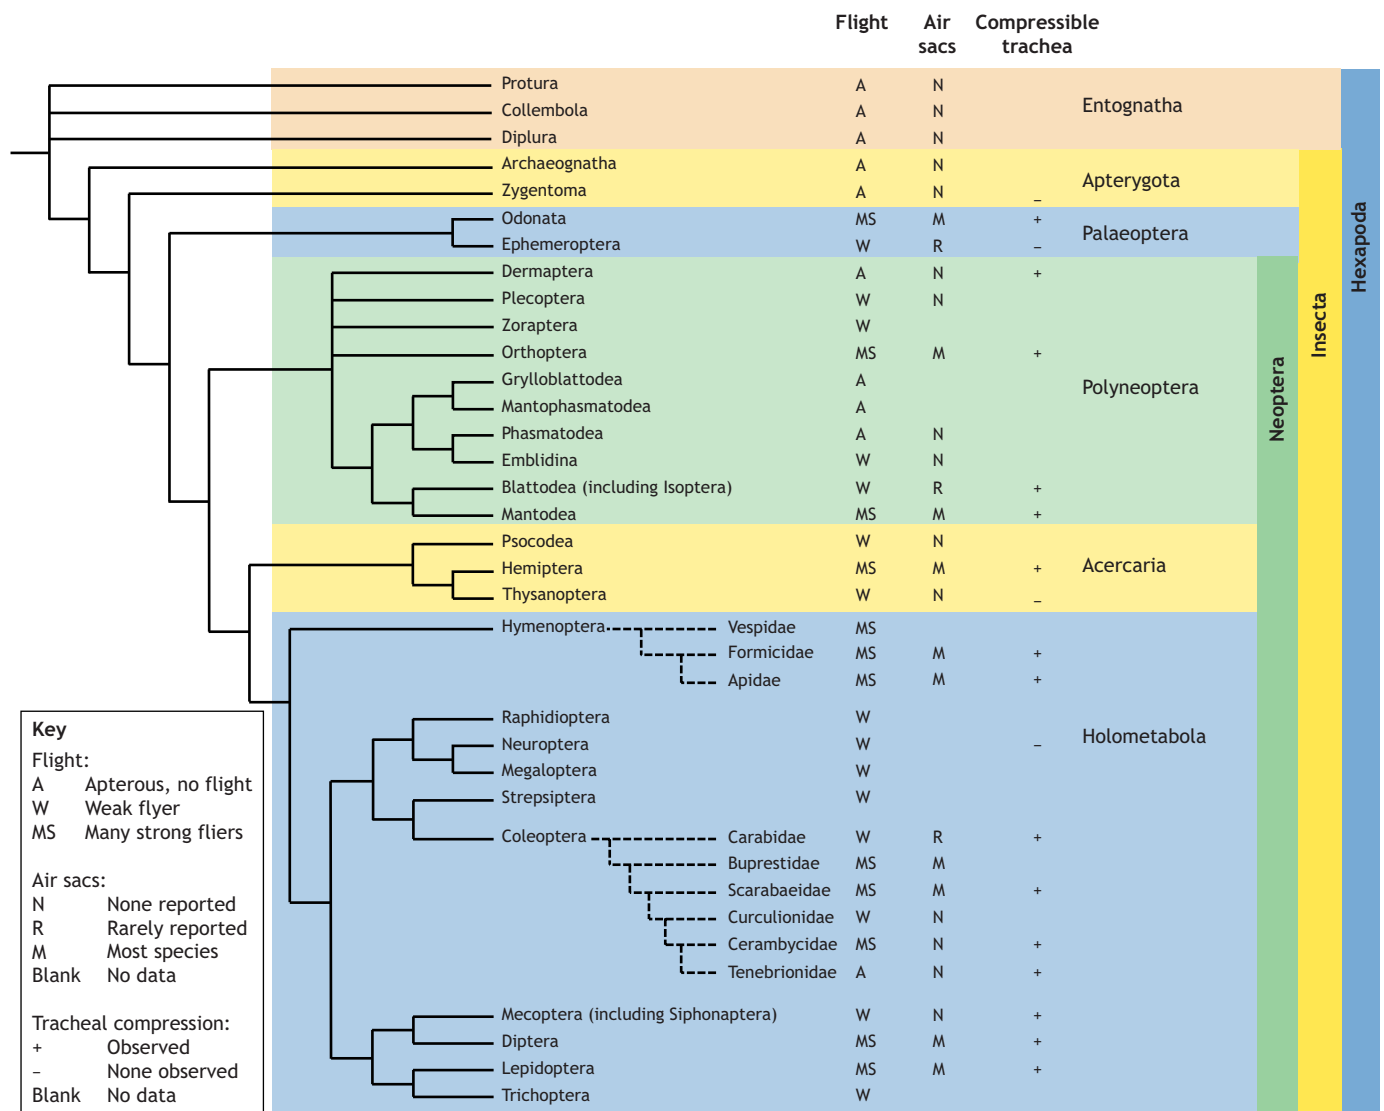 Flight Air sacs Compressible trachea
Protura A N
Collembola A N
Diplura A N
Entognatha
Archaeognatha A N
Zygentoma A N –
Apterygota
Odonata MS M +
Ephemeroptera W R –
Palaeoptera
Dermaptera A N +
Plecoptera W N
Zoraptera W
Orthoptera MS M +
Grylloblattodea A
Mantophasmatodea A
Phasmatodea A N
Emblidina W N
Blattodea (including Isoptera) W R +
Mantodea MS M +
Polyneoptera
Psocodea W N
Hemiptera MS M +
Thysanoptera W N –
Acercaria
Hymenoptera Vespidae MS
Formicidae MS M +
Apidae MS M +
Raphidioptera W
Neuroptera W –
Megaloptera W
Strepsiptera W
Coleoptera Carabidae W R +
Buprestidae MS M
Scarabaeidae MS M +
Curculionidae W N
Cerambycidae MS N +
Tenebrionidae A N +
Mecoptera (including Siphonaptera) W N +
Diptera MS M +
Lepidoptera MS M +
Trichoptera W
Holometabola
Neoptera
Insecta
Hexapoda
Key
Flight:
A Apterous, no flight
W Weak flyer
MS Many strong fliers
Air sacs:
N None reported
R Rarely reported
M Most species
Blank No data
Tracheal compression:
+ Observed
– None observed
Blank No data